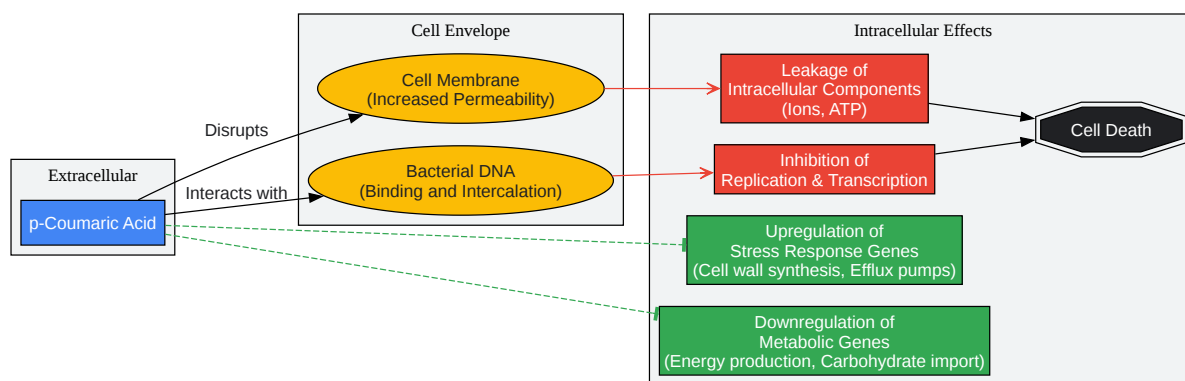 Extracellular
p-Coumaric Acid
Disrupts
Interacts with
Cell Envelope
Cell Membrane
(Increased Permeability)
Bacterial DNA
(Binding and Intercalation)
Intracellular Effects
Leakage of
Intracellular Components
(Ions, ATP)
Inhibition of
Replication & Transcription
Upregulation of
Stress Response Genes
(Cell wall synthesis, Efflux pumps)
Downregulation of
Metabolic Genes
(Energy production, Carbohydrate import)
Cell Death